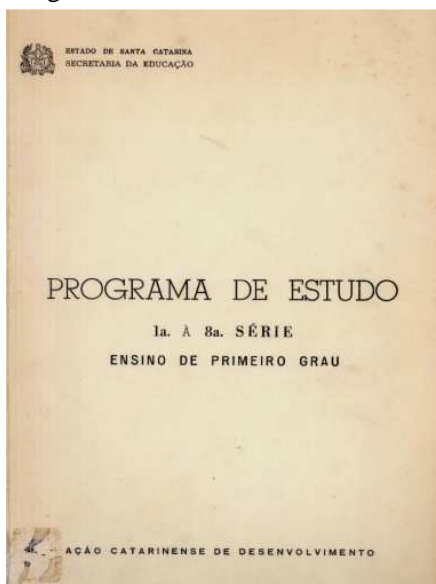 ESTADO DE SANTA CATARINA
SECRETARIA DA EDUCAÇÃO
PROGRAMA DE ESTUDO
1a. À 8a. SÉRIE
ENSINO DE PRIMEIRO GRAU
AÇÃO CATARINENSE DE DESENVOLVIMENTO